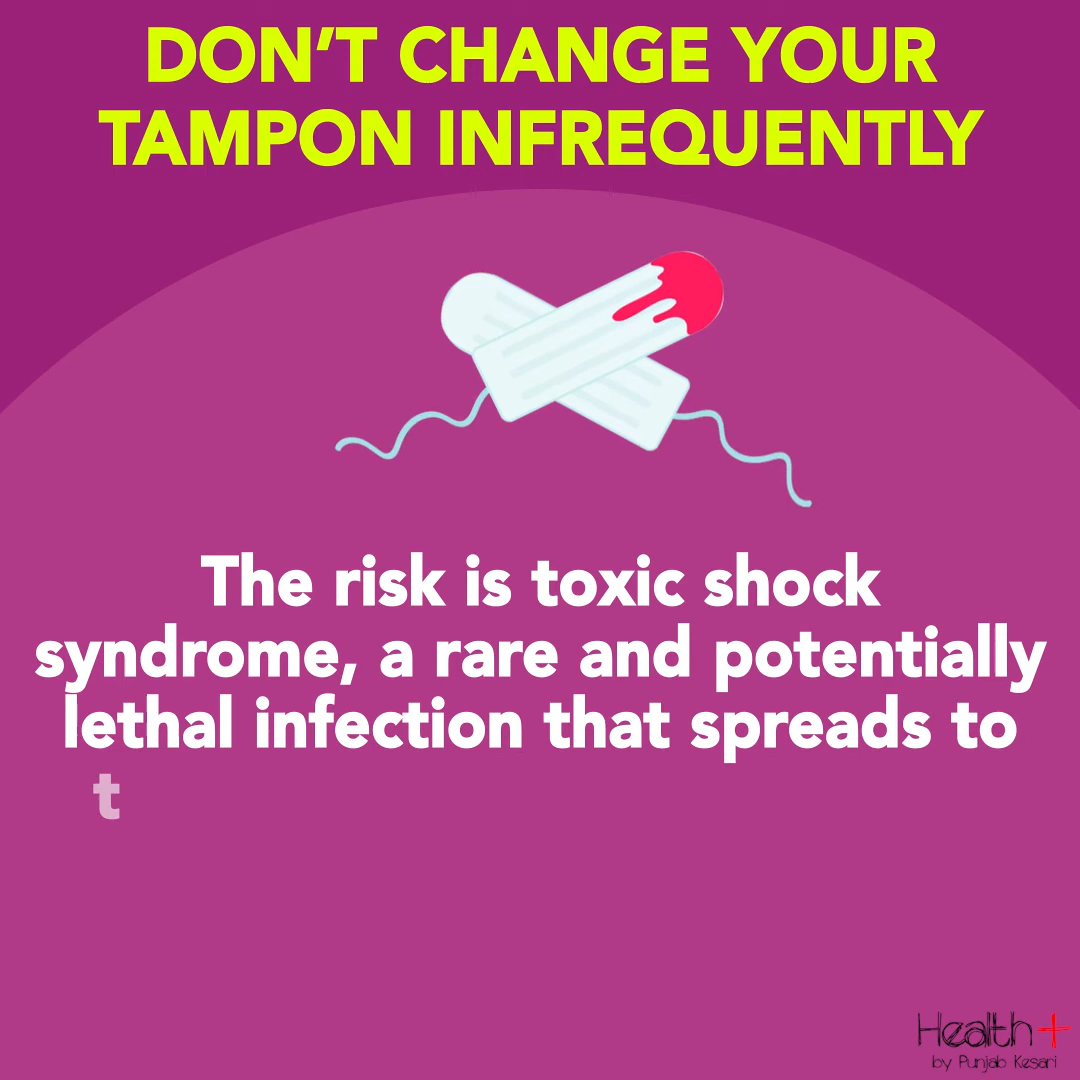 DON'T CHANGE YOUR
TAMPON INFREQUENTLY
The risk is toxic shock
syndrome, a rare and potentially
lethal infection that spreads to
t
Health+
by Punjab Kesari